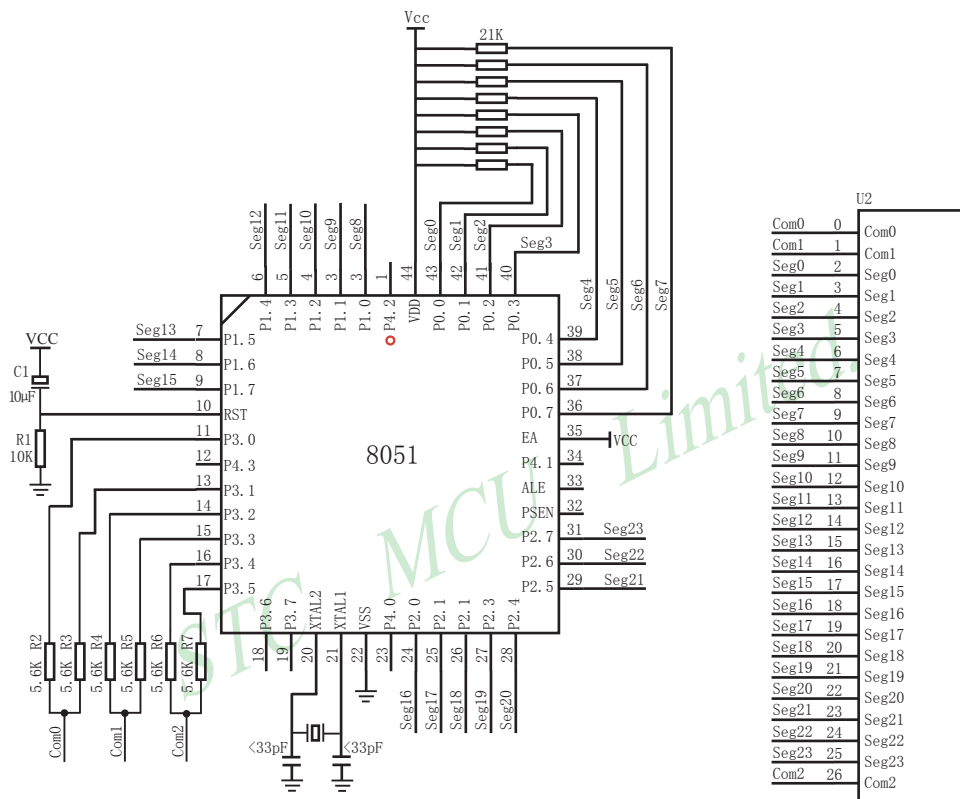 Vcc
21K
U2
Seg12
Seg11
Seg10
Seg9
Seg8
Seg0
Seg1
Seg2
Seg3
Seg4
Seg5
Seg6
Seg7
6
5
4
3
3
1
44
43
42
41
40
P1.4
P1.3
P1.2
P1.1
P1.0
P4.2
VDD
P0.0
P0.1
P0.2
P0.3
Seg13 7 P1.5
Seg14 8 P1.6
Seg15 9 P1.7
10 RST
11 P3.0
12 P4.3
13 P3.1
14 P3.2
15 P3.3
16 P3.4
17 P3.5
VCC
C1
10μF
R1
10K
8051
P0.4 39
P0.5 38
P0.6 37
P0.7 36
EA 35 VCC
P4.1 34
ALE 33
PSEN 32
P2.7 31 Seg23
P2.6 30 Seg22
P2.5 29 Seg21
P3.6
P3.7
XTAL2
XTAL1
VSS
P4.0
P2.0
P2.1
P2.1
P2.3
P2.4
18
19
20
21
22
23
24
25
26
27
28
Seg16
Seg17
Seg18
Seg19
Seg20
5.6K R2
5.6K R3
5.6K R4
5.6K R5
5.6K R6
5.6K R7
Com0
Com1
Com2
<33pF
<33pF
Com0 0 Com0
Com1 1 Com1
Seg0 2 Seg0
Seg1 3 Seg1
Seg2 4 Seg2
Seg3 5 Seg3
Seg4 6 Seg4
Seg5 7 Seg5
Seg6 8 Seg6
Seg7 9 Seg7
Seg8 10 Seg8
Seg9 11 Seg9
Seg10 12 Seg10
Seg11 13 Seg11
Seg12 14 Seg12
Seg13 15 Seg13
Seg14 16 Seg14
Seg15 17 Seg15
Seg16 18 Seg16
Seg17 19 Seg17
Seg18 20 Seg18
Seg19 21 Seg19
Seg20 22 Seg20
Seg21 23 Seg21
Seg22 24 Seg22
Seg23 25 Seg23
Com2 26 Com2
STC MCU Limited.